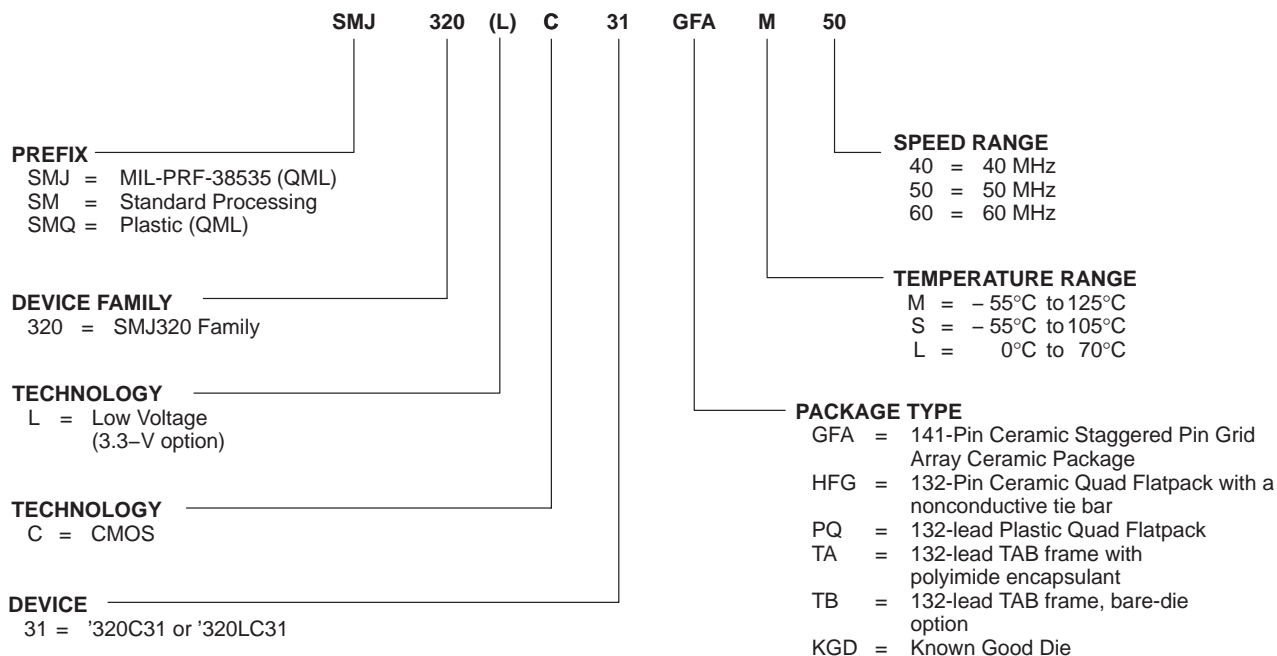 SMJ 320 (L) C 31 GFA M 50
PREFIX
SMJ = MIL-PRF-38535 (QML)
SM = Standard Processing
SMQ = Plastic (QML)
DEVICE FAMILY
320 = SMJ320 Family
TECHNOLOGY
L = Low Voltage
(3.3–V option)
TECHNOLOGY
C = CMOS
DEVICE
31 = ’320C31 or ’320LC31
SPEED RANGE
40 = 40 MHz
50 = 50 MHz
60 = 60 MHz
TEMPERATURE RANGE
M = – 55°C to 125°C
S = – 55°C to 105°C
L = 0°C to 70°C
PACKAGE TYPE
GFA = 141-Pin Ceramic Staggered Pin Grid
Array Ceramic Package
HFG = 132-Pin Ceramic Quad Flatpack with a
nonconductive tie bar
PQ = 132-lead Plastic Quad Flatpack
TA = 132-lead TAB frame with
polyimide encapsulant
TB = 132-lead TAB frame, bare-die
option
KGD = Known Good Die